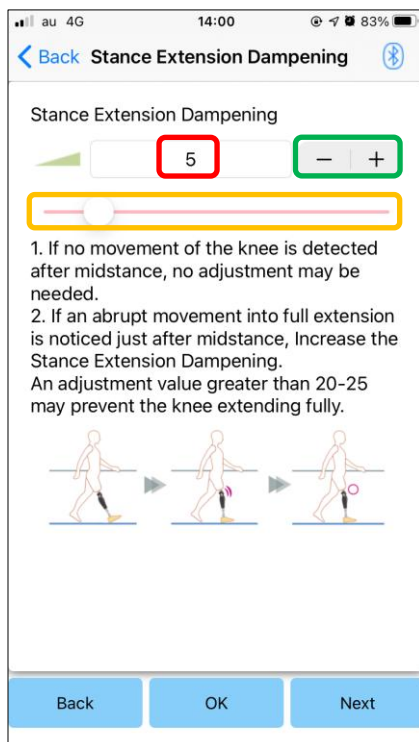 au 4G 14:00 83%
Back Stance Extension Dampening
Stance Extension Dampening
5 − +
1. If no movement of the knee is detected
after midstance, no adjustment may be
needed.
2. If an abrupt movement into full extension
is noticed just after midstance, Increase the
Stance Extension Dampening.
An adjustment value greater than 20-25
may prevent the knee extending fully.
Back OK Next